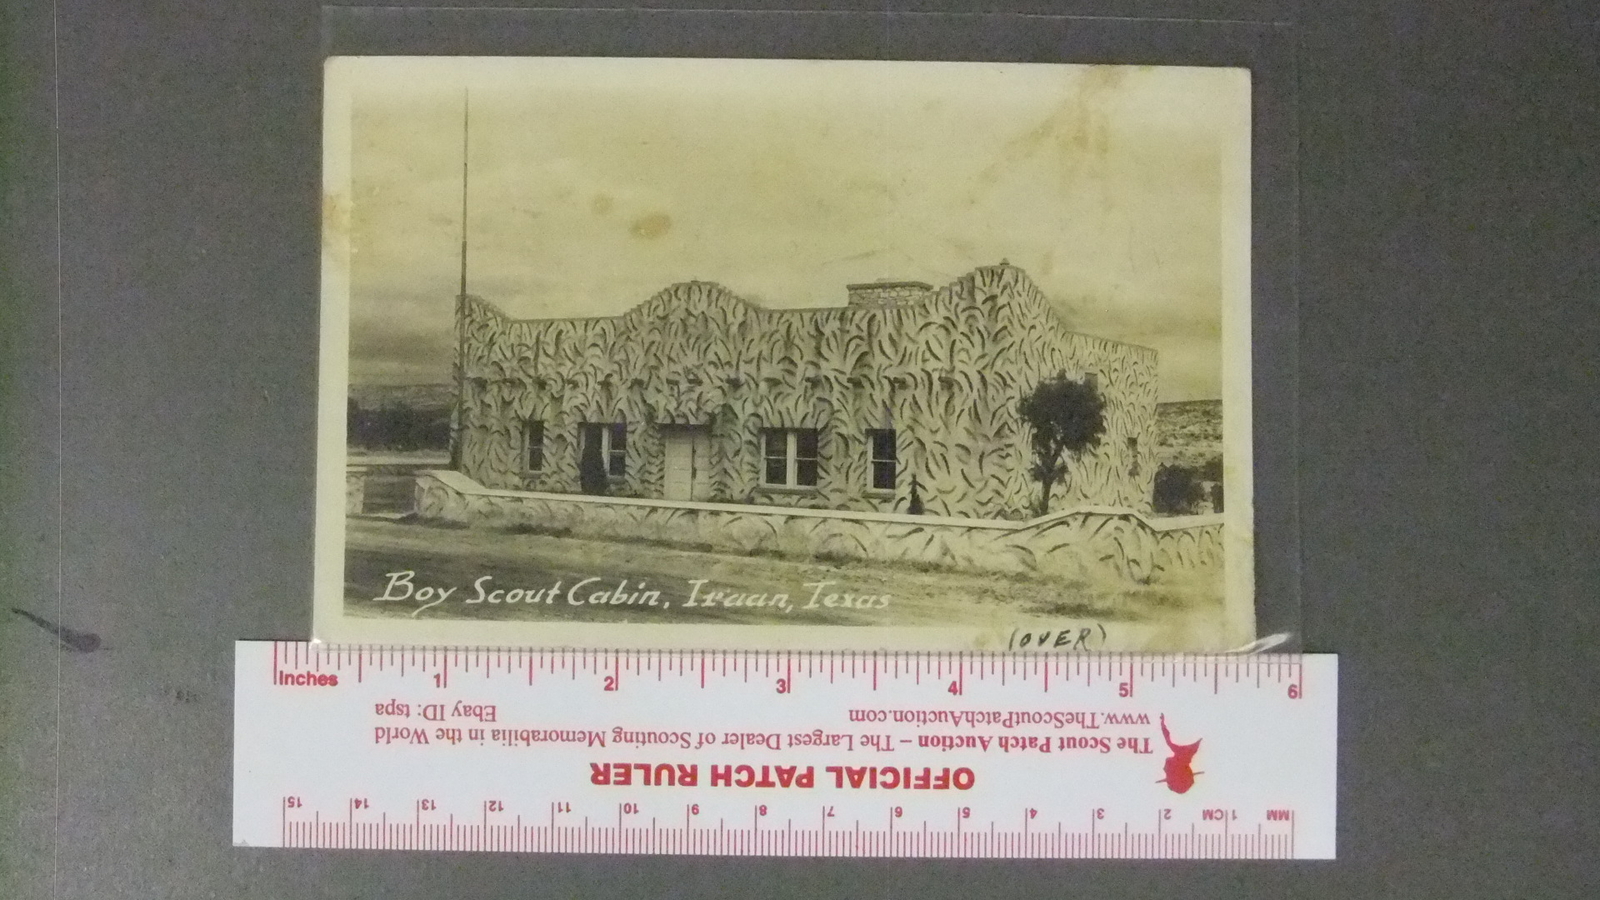 Boy Scout Cabin, Iraan, Texas
(OVER)
Inches 1 2 3 4 5 6
Ebay ID: tspa
www.TheScoutPatchAuction.com
The Scout Patch Auction – The Largest Dealer of Scouting Memorabilia in the World
OFFICIAL PATCH RULER
MM 1CM 2 3 4 5 6 7 8 9 10 11 12 13 14 15